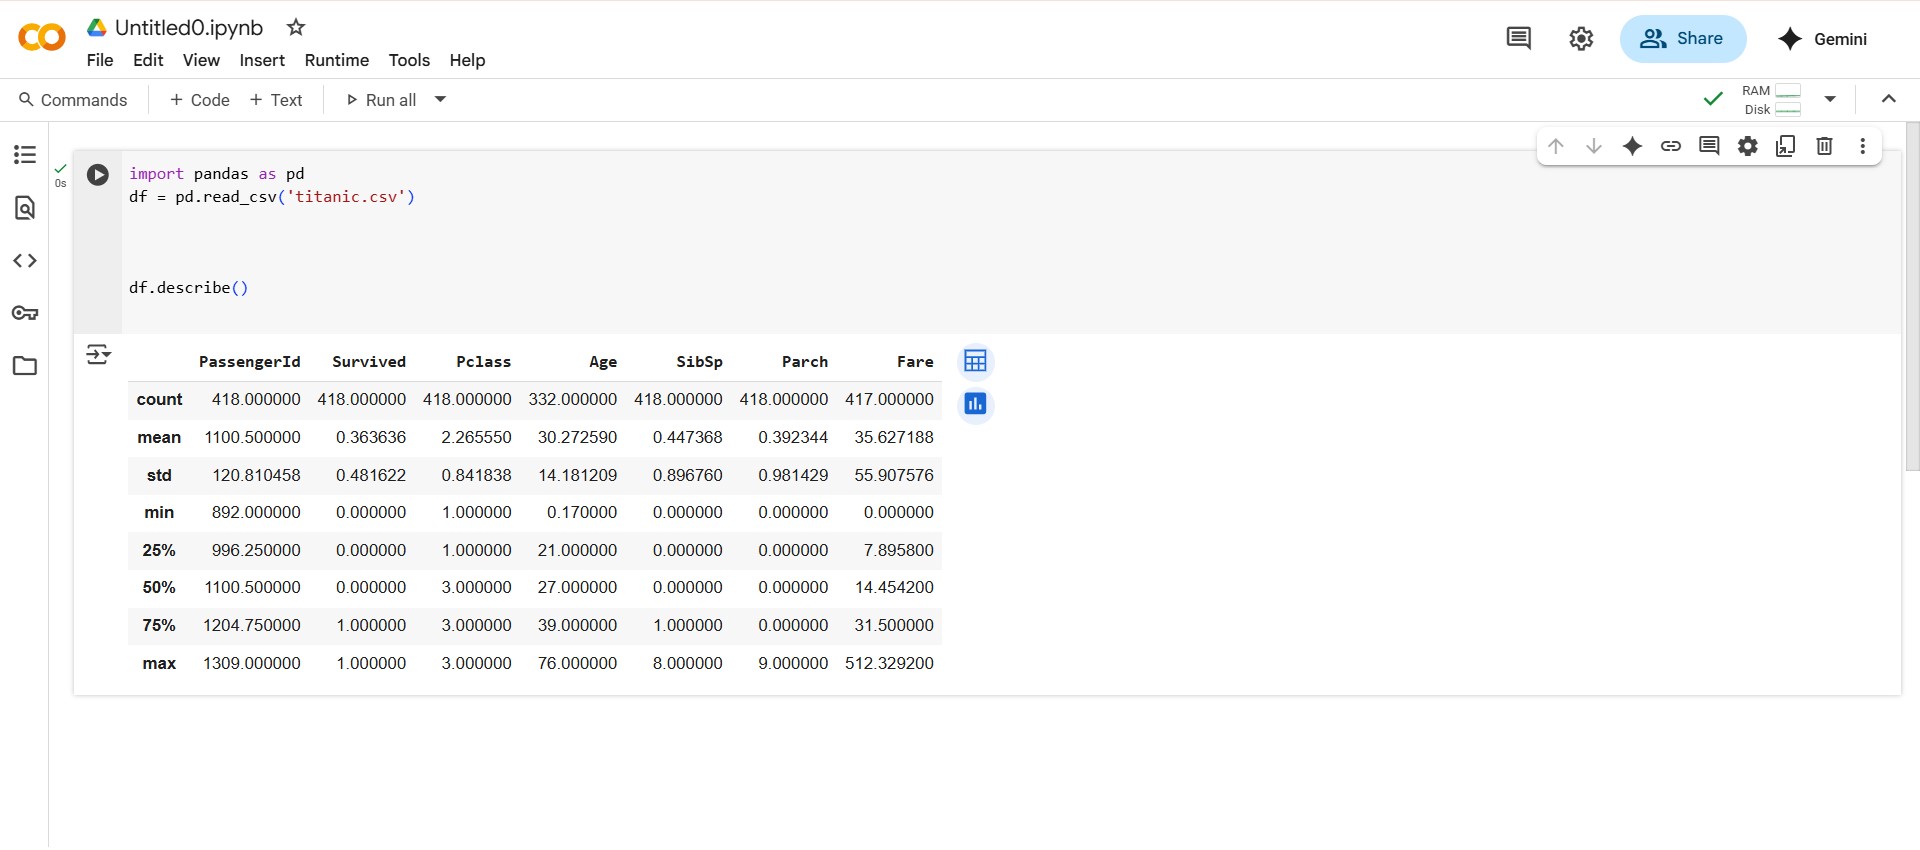 Untitled0.ipynb
File Edit View Insert Runtime Tools Help
Share
Gemini
Commands + Code + Text Run all
RAM
Disk
0s
import pandas as pd
df = pd.read_csv('titanic.csv')
df.describe()
PassengerId Survived Pclass Age SibSp Parch Fare
count 418.000000 418.000000 418.000000 332.000000 418.000000 418.000000 417.000000
mean 1100.500000 0.363636 2.265550 30.272590 0.447368 0.392344 35.627188
std 120.810458 0.481622 0.841838 14.181209 0.896760 0.981429 55.907576
min 892.000000 0.000000 1.000000 0.170000 0.000000 0.000000 0.000000
25% 996.250000 0.000000 1.000000 21.000000 0.000000 0.000000 7.895800
50% 1100.500000 0.000000 3.000000 27.000000 0.000000 0.000000 14.454200
75% 1204.750000 1.000000 3.000000 39.000000 1.000000 0.000000 31.500000
max 1309.000000 1.000000 3.000000 76.000000 8.000000 9.000000 512.329200